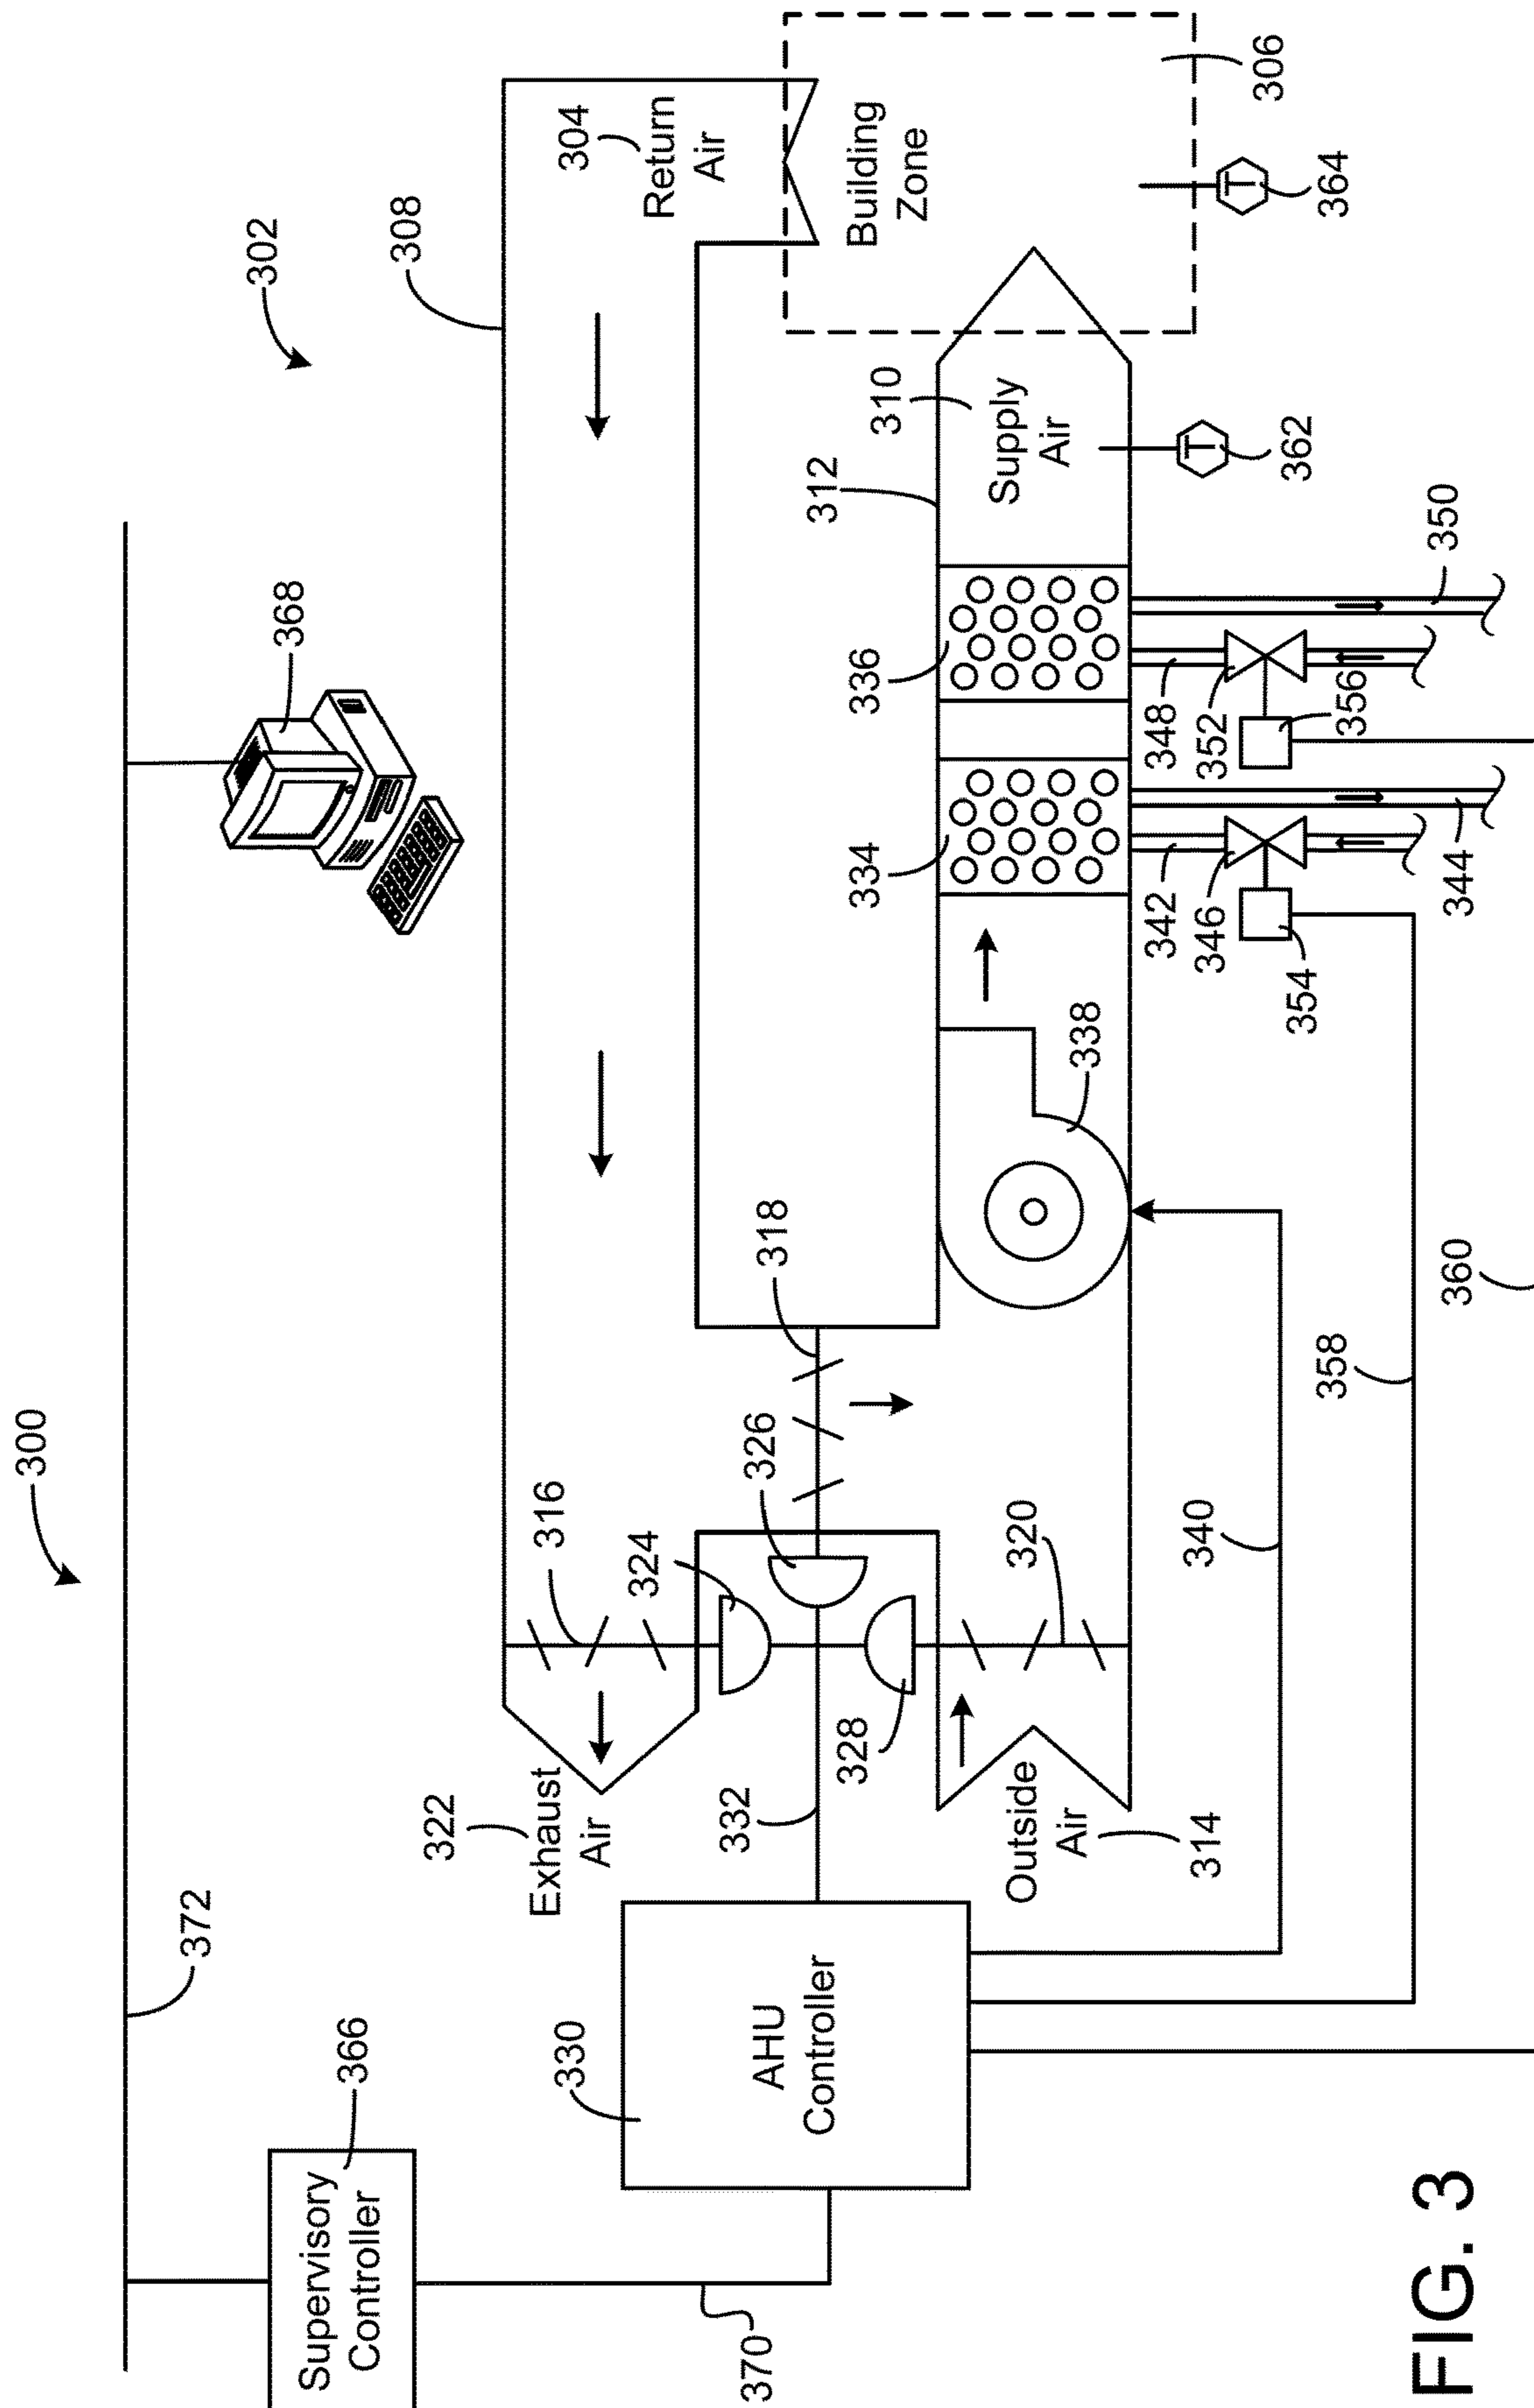 300
372
302
368
Supervisory
Controller
366
370
308
304
Return
Air
322
Exhaust
Air
316
324
326
318
332
328
330
AHU
Controller
Building
Zone
306
312
310
Supply
Air
334
336
338
Outside
Air
314
320
340
342
346
348
352
354
356
344
350
358
360
362
364
FIG. 3